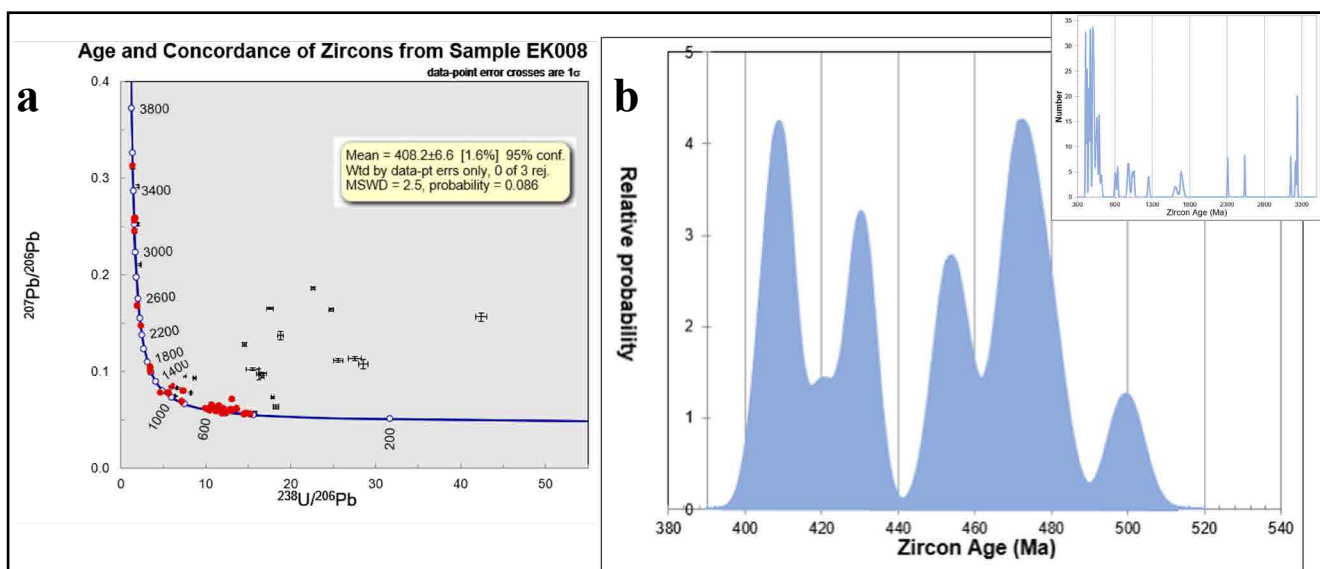 a
Age and Concordance of Zircons from Sample EK008
data-point error crosses are 1σ
0.4
0.3
0.2
0.1
0.0
207Pb/206Pb
3800
3400
3000
2600
2200
1800
1400
1000
600
200
Mean = 408.2±6.6 [1.6%] 95% conf.
Wtd by data-pt errs only, 0 of 3 rej.
MSWD = 2.5, probability = 0.086
0 10 20 30 40 50
238U/206Pb
b
5
4
3
2
1
0
Relative probability
380 400 420 440 460 480 500 520 540
Zircon Age (Ma)
35
30
25
20
15
10
5
0
Number
300 800 1300 1800 2300 2800 3300
Zircon Age (Ma)